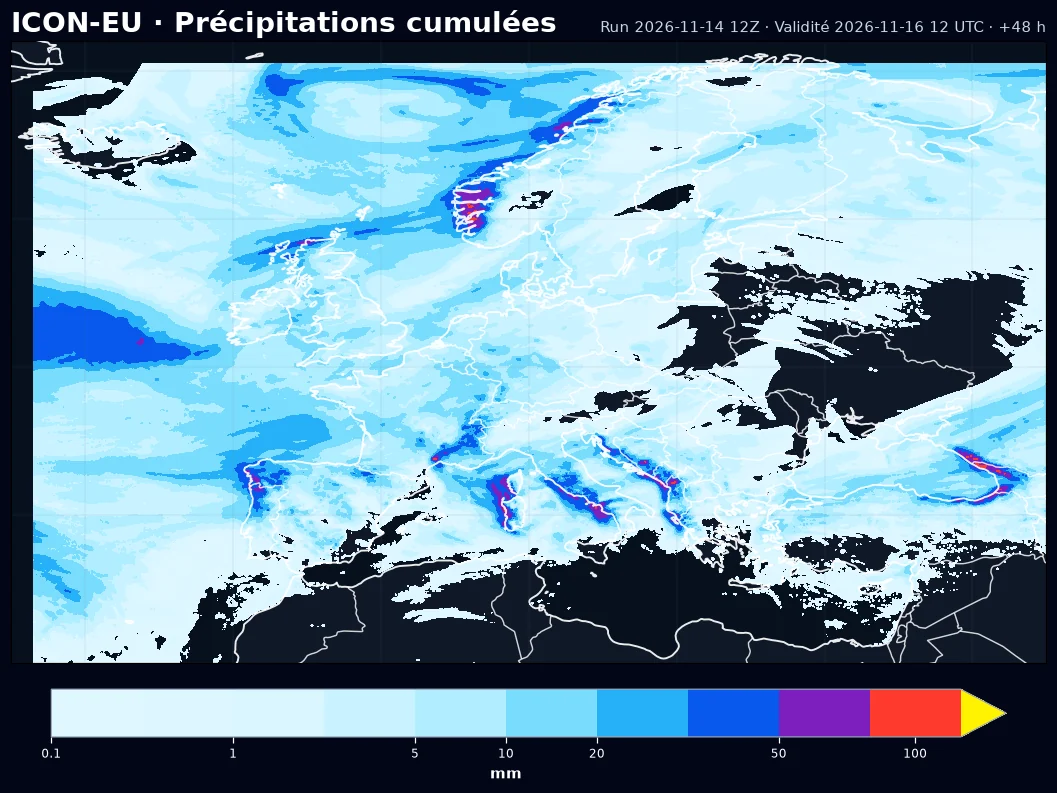 ICON-EU · Précipitations cumulées
Run 2026-11-14 12Z · Validité 2026-11-16 12 UTC · +48 h
0.1 1 5 10 20 50 100
mm